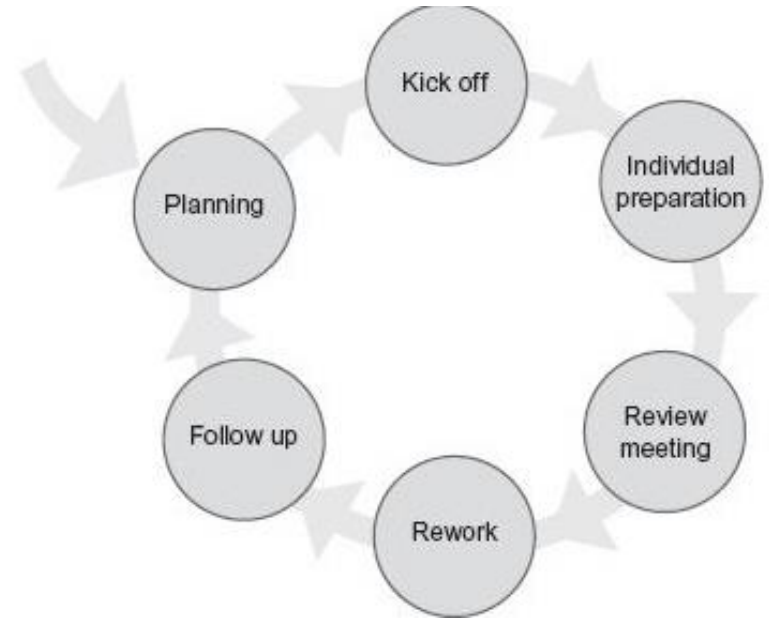 Kick off
Individual
preparation
Planning
Review
meeting
Follow up
Rework